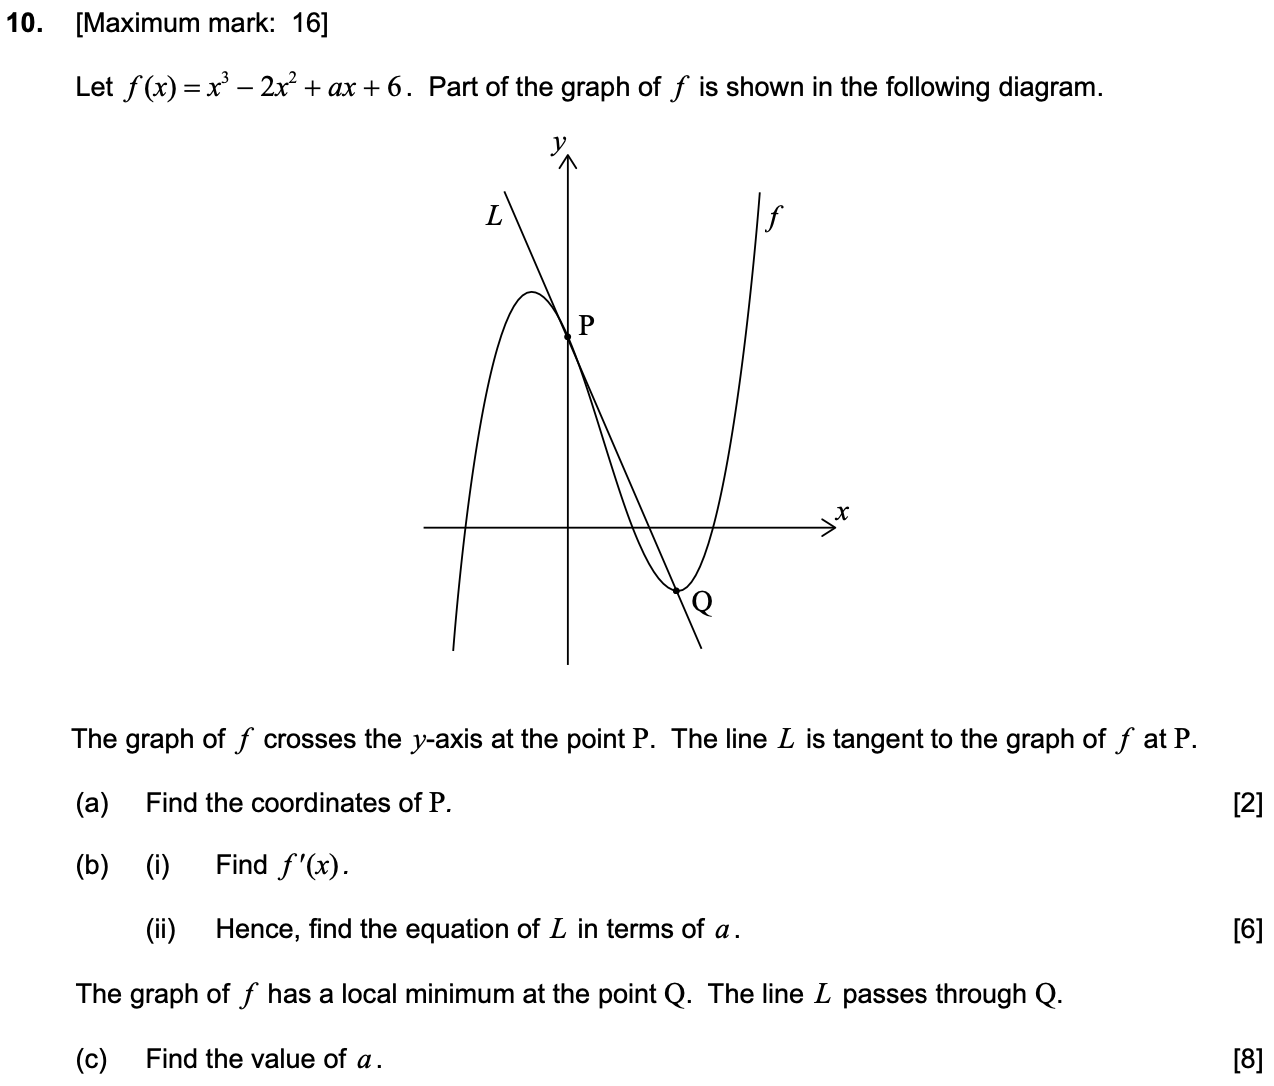 10. [Maximum mark: 16]
Let f(x) = x³ − 2x² + ax + 6. Part of the graph of f is shown in the following diagram.
y
L
f
P
x
Q
The graph of f crosses the y-axis at the point P. The line L is tangent to the graph of f at P.
(a) Find the coordinates of P. [2]
(b) (i) Find f′(x).
(ii) Hence, find the equation of L in terms of a. [6]
The graph of f has a local minimum at the point Q. The line L passes through Q.
(c) Find the value of a. [8]